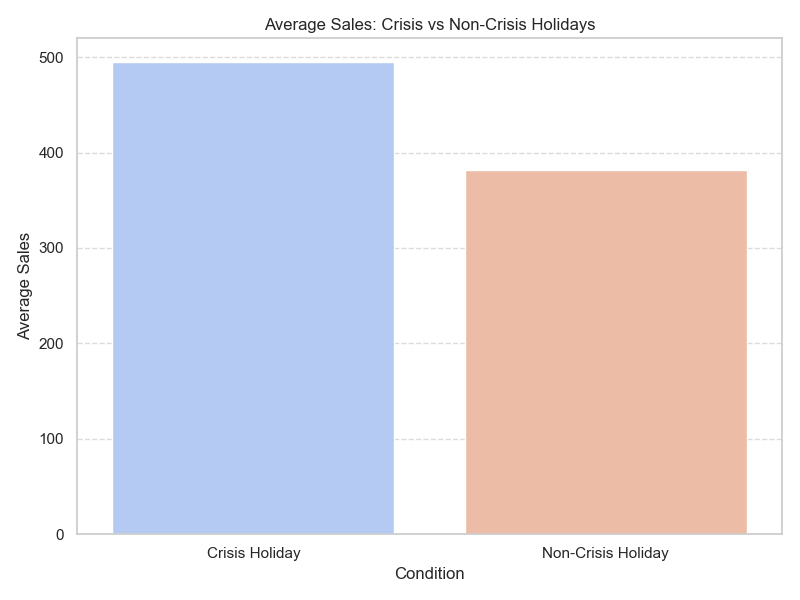 Average Sales: Crisis vs Non-Crisis Holidays
500
400
300
200
100
0
Average Sales
Crisis Holiday
Non-Crisis Holiday
Condition